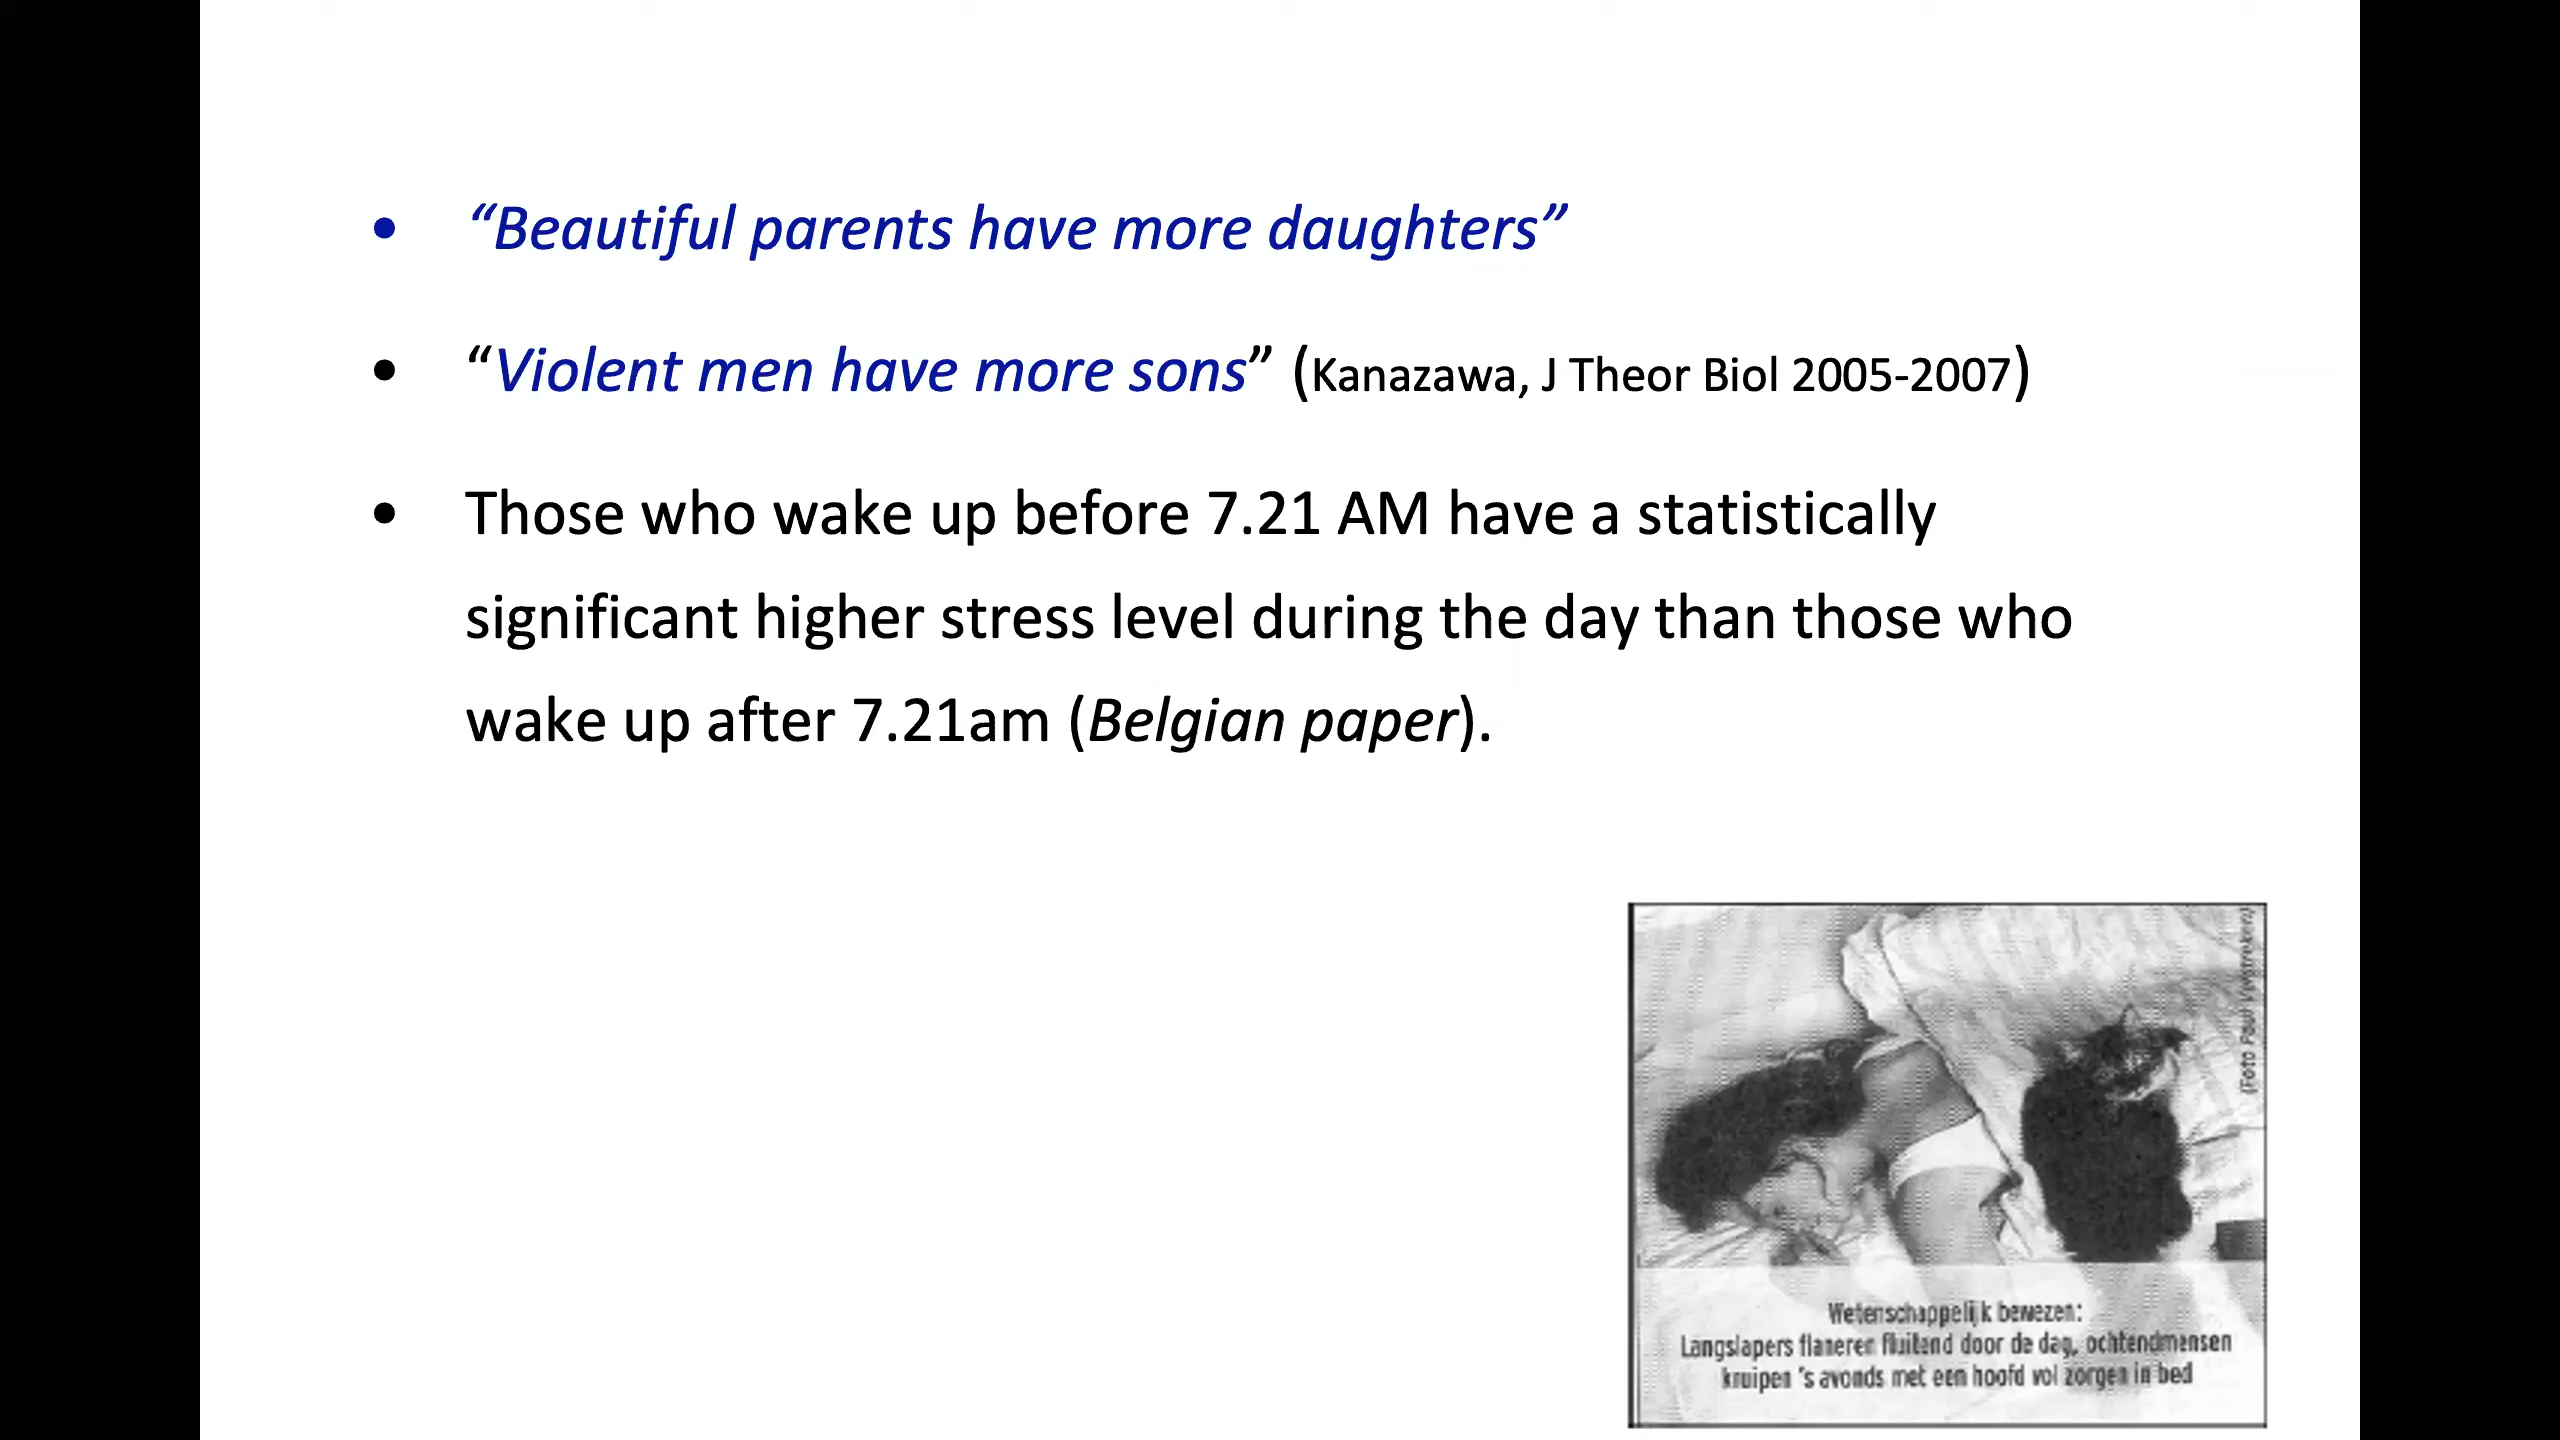 • “Beautiful parents have more daughters”
• “Violent men have more sons” (Kanazawa, J Theor Biol 2005-2007)
• Those who wake up before 7.21 AM have a statistically
significant higher stress level during the day than those who
wake up after 7.21am (Belgian paper).
(Foto Paul
Wetenschappelijk bewezen:
Langslapers flaneren fluitend door de dag, ochtendmensen
kruipen 's avonds met een hoofd vol zorgen in bed